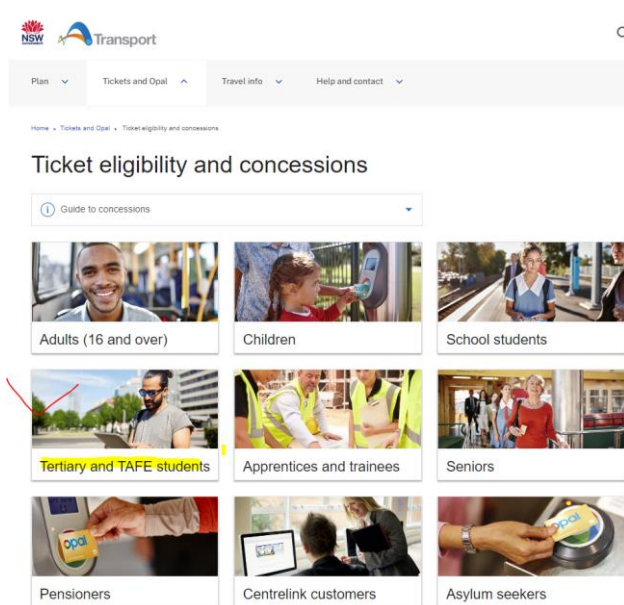 NSW
Transport
Plan
Tickets and Opal
Travel info
Help and contact
Home
Tickets and Opal
Ticket eligibility and concessions
Ticket eligibility and concessions
i Guide to concessions
Adults (16 and over)
Children
School students
Tertiary and TAFE students
Apprentices and trainees
Seniors
opal
opal
Pensioners
Centrelink customers
Asylum seekers